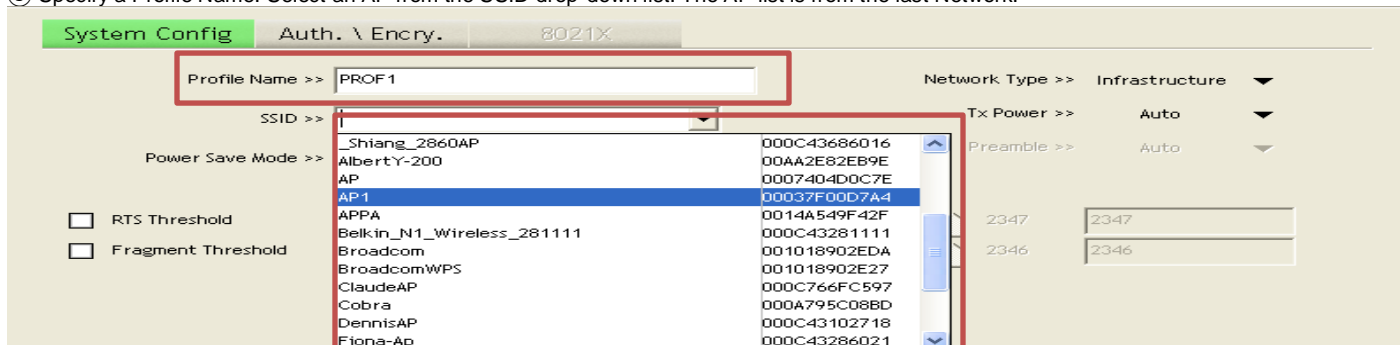 Specify a Profile Name. Select an AP from the SSID drop-down list. The AP list is from the last Network.
System Config Auth. \ Encry. 8021X
Profile Name >> PROF1 Network Type >> Infrastructure
SSID >> Tx Power >> Auto
Power Save Mode >> Preamble >> Auto
_Shiang_2860AP 000C43686016
AlbertY-200 00AA2E82EB9E
AP 0007404D0C7E
AP1 00037F00D7A4
APPA 0014A549F42F
RTS Threshold 2347 2347
Belkin_N1_Wireless_281111 000C43281111
Fragment Threshold 2346 2346
Broadcom 001018902EDA
BroadcomWPS 001018902E27
ClaudeAP 000C766FC597
Cobra 000A795C08BD
DennisAP 000C43102718
Fiona-Ap 000C43286021